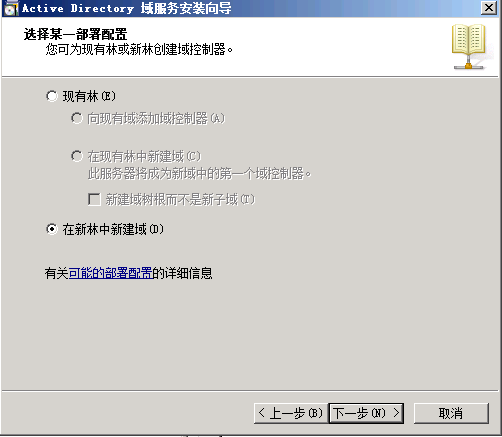 Active Directory 域服务安装向导
选择某一部署配置
您可为现有林或新林创建域控制器。
现有林(E)
向现有域添加域控制器(A)
在现有林中新建域(C)
此服务器将成为新域中的第一个域控制器。
新建域树根而不是新子域(T)
在新林中新建域(D)
有关可能的部署配置的详细信息
< 上一步(B) 下一步(N) > 取消